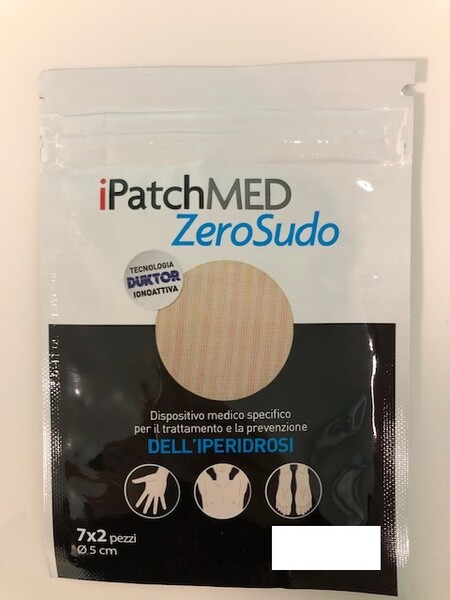 iPatchMED
ZeroSudo
TECNOLOGIA
DUKTOR
IONOATTIVA
Dispositivo medico specifico
per il trattamento e la prevenzione
DELL'IPERIDROSI
7x2 pezzi
Ø 5 cm